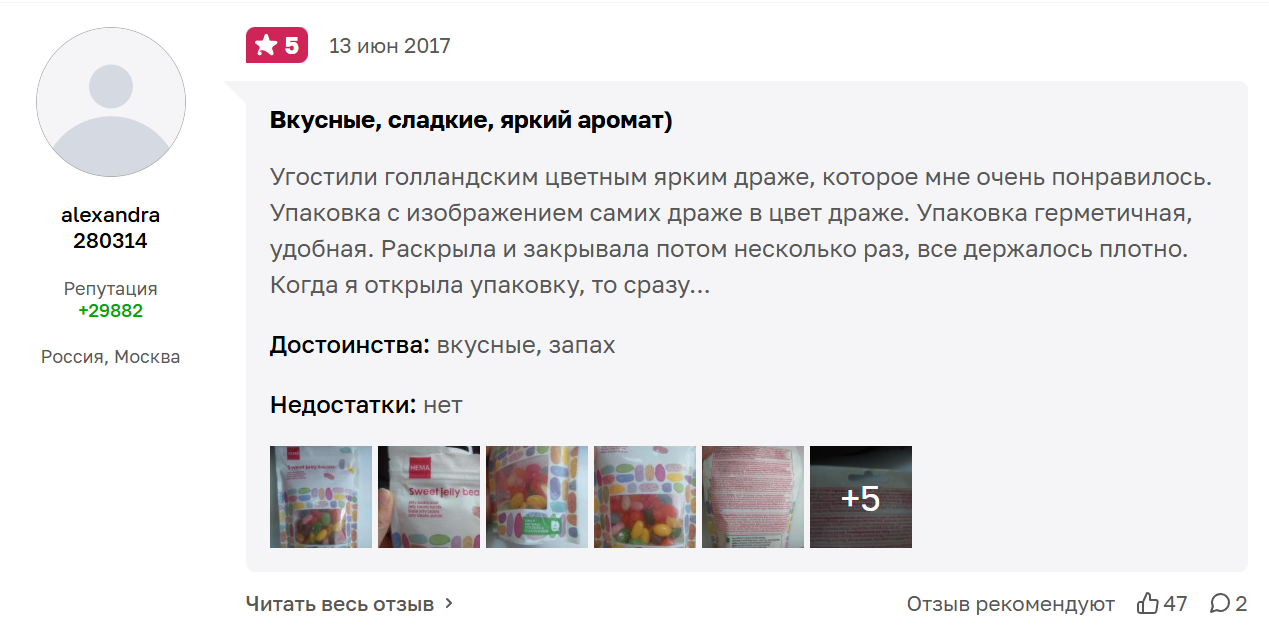 5 13 июн 2017
alexandra
280314
Репутация
+29882
Россия, Москва
Вкусные, сладкие, яркий аромат)
Угостили голландским цветным ярким драже, которое мне очень понравилось.
Упаковка с изображением самих драже в цвет драже. Упаковка герметичная,
удобная. Раскрыла и закрывала потом несколько раз, все держалось плотно.
Когда я открыла упаковку, то сразу...
Достоинства: вкусные, запах
Недостатки: нет
Sweet jelly beans
HEMA
Sweet jelly bea
+5
Читать весь отзыв
Отзыв рекомендуют 47 2